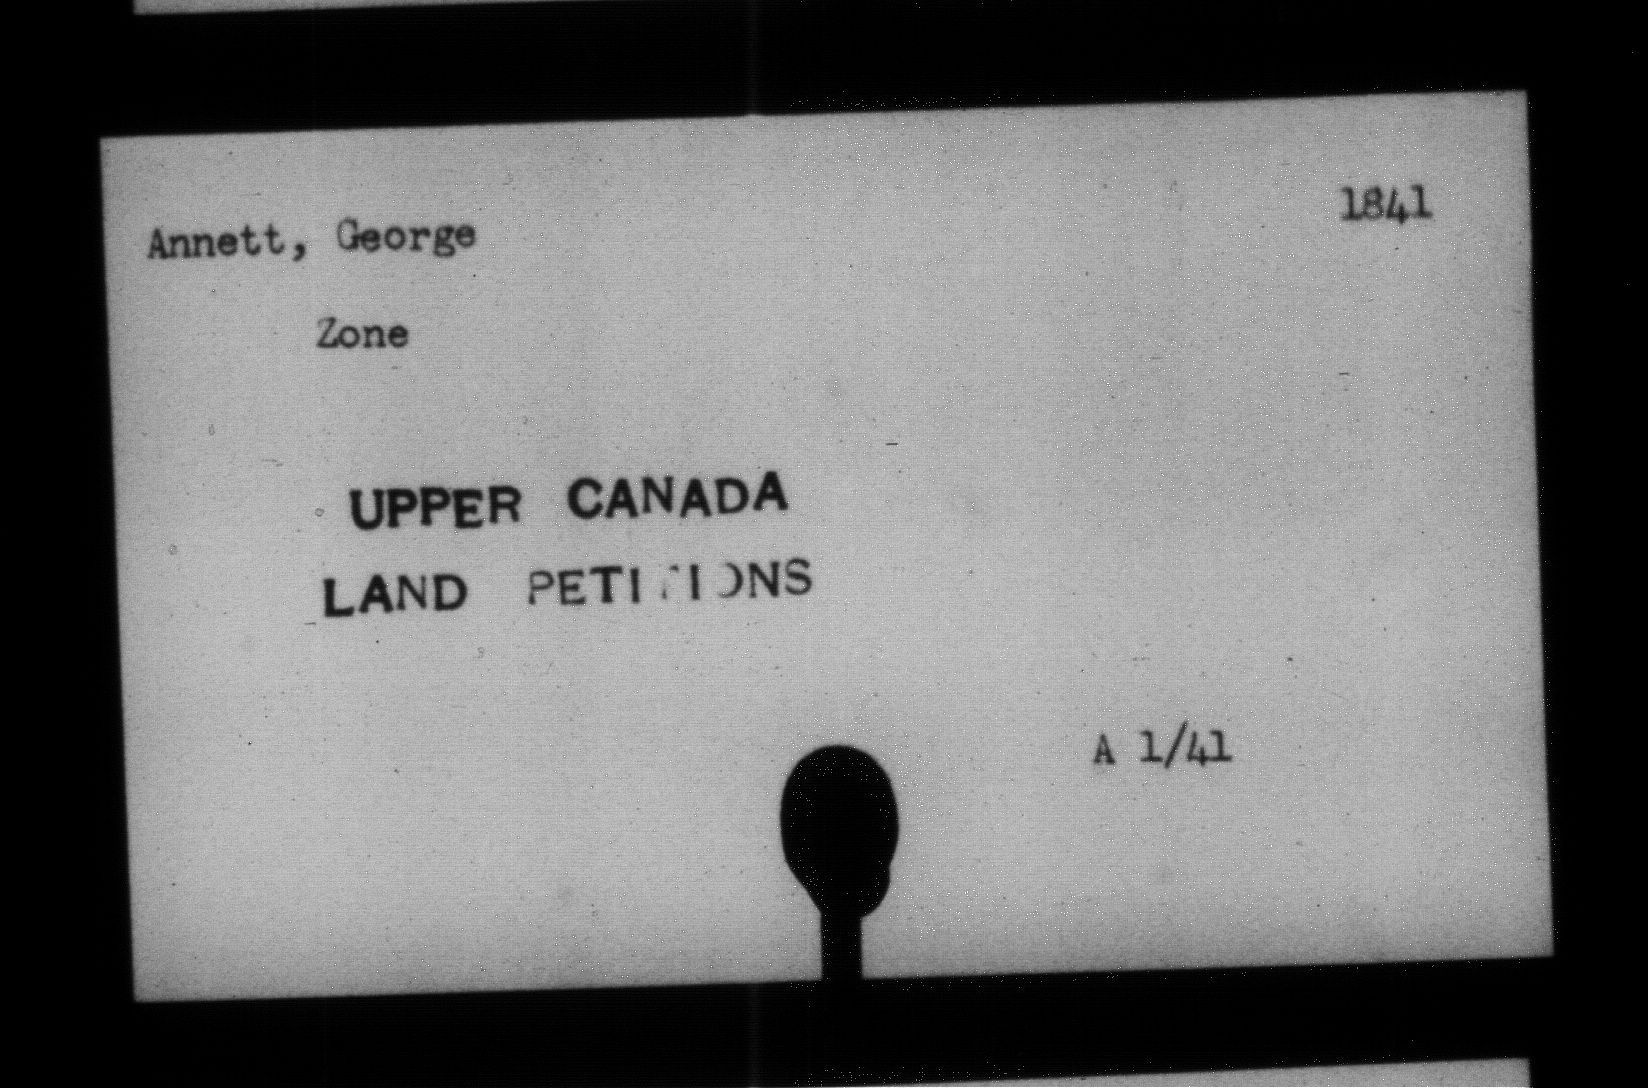 Annett, George 1841
Zone
UPPER CANADA
LAND PETITIONS
A 1/41